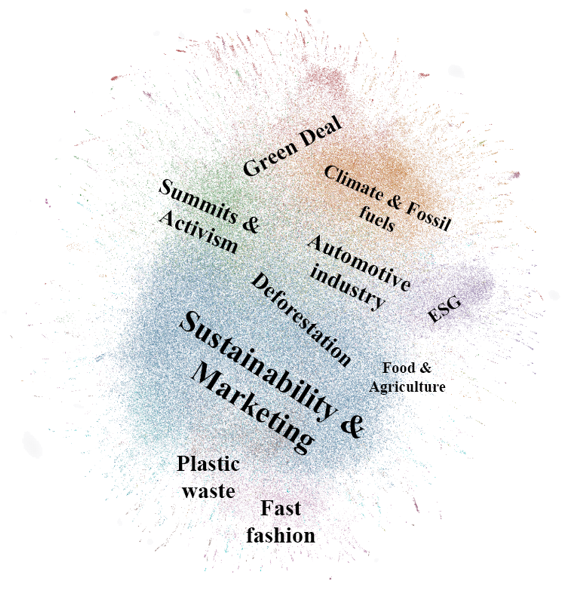 Green Deal
Climate & Fossil
fuels
Summits &
Activism
Automotive
industry
Deforestation
ESG
Sustainability &
Marketing
Food &
Agriculture
Plastic
waste
Fast
fashion